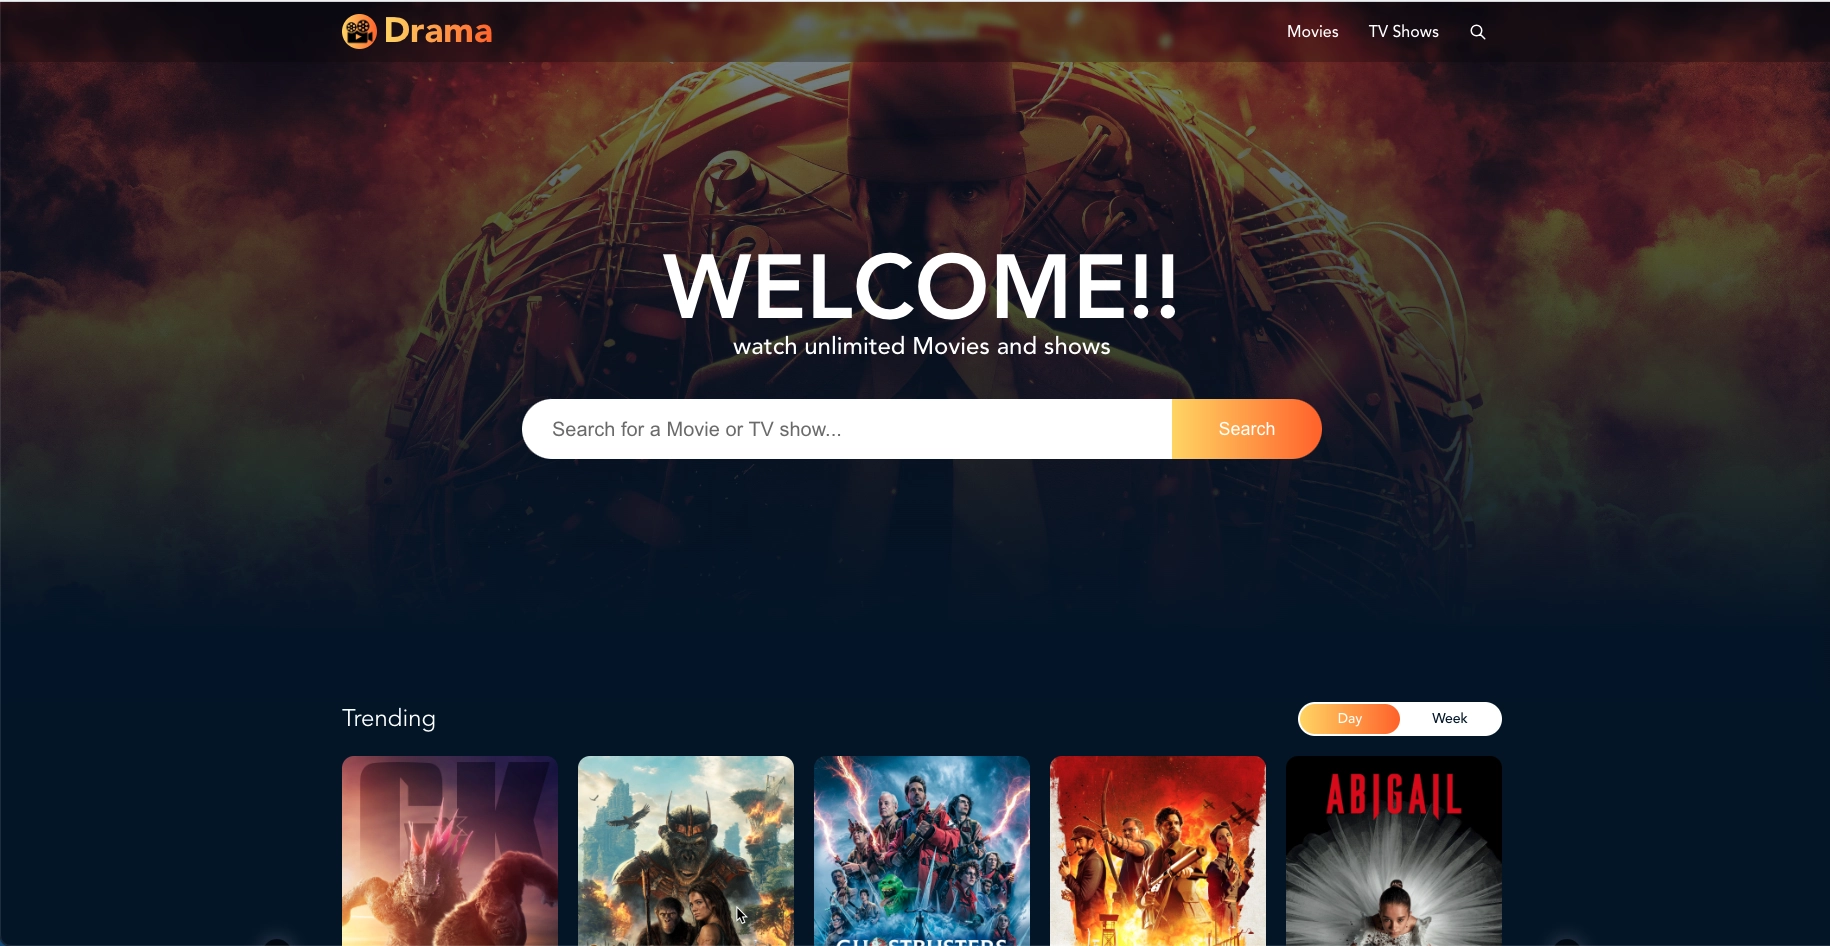 Drama
Movies
TV Shows
WELCOME!!
watch unlimited Movies and shows
Search for a Movie or TV show...
Search
Trending
Day
Week
GK
ABIGAIL
GHOSTBUSTERS